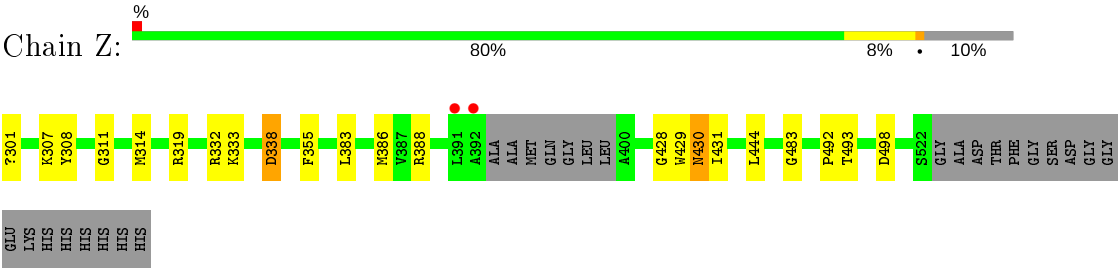 %
Chain Z:
80% 8% • 10%
?301 K307 Y308 G311 M314 R319 R332 K333 D338 F355 L383 M386 V387 R388 L391 A392 ALA ALA MET GLN GLY LEU LEU A400 G428 W429 N430 I431 L444 G483 P492 T493 D498 S522 GLY ALA ASP THR PHE GLY SER ASP GLY GLY
GLU LYS HIS HIS HIS HIS HIS HIS